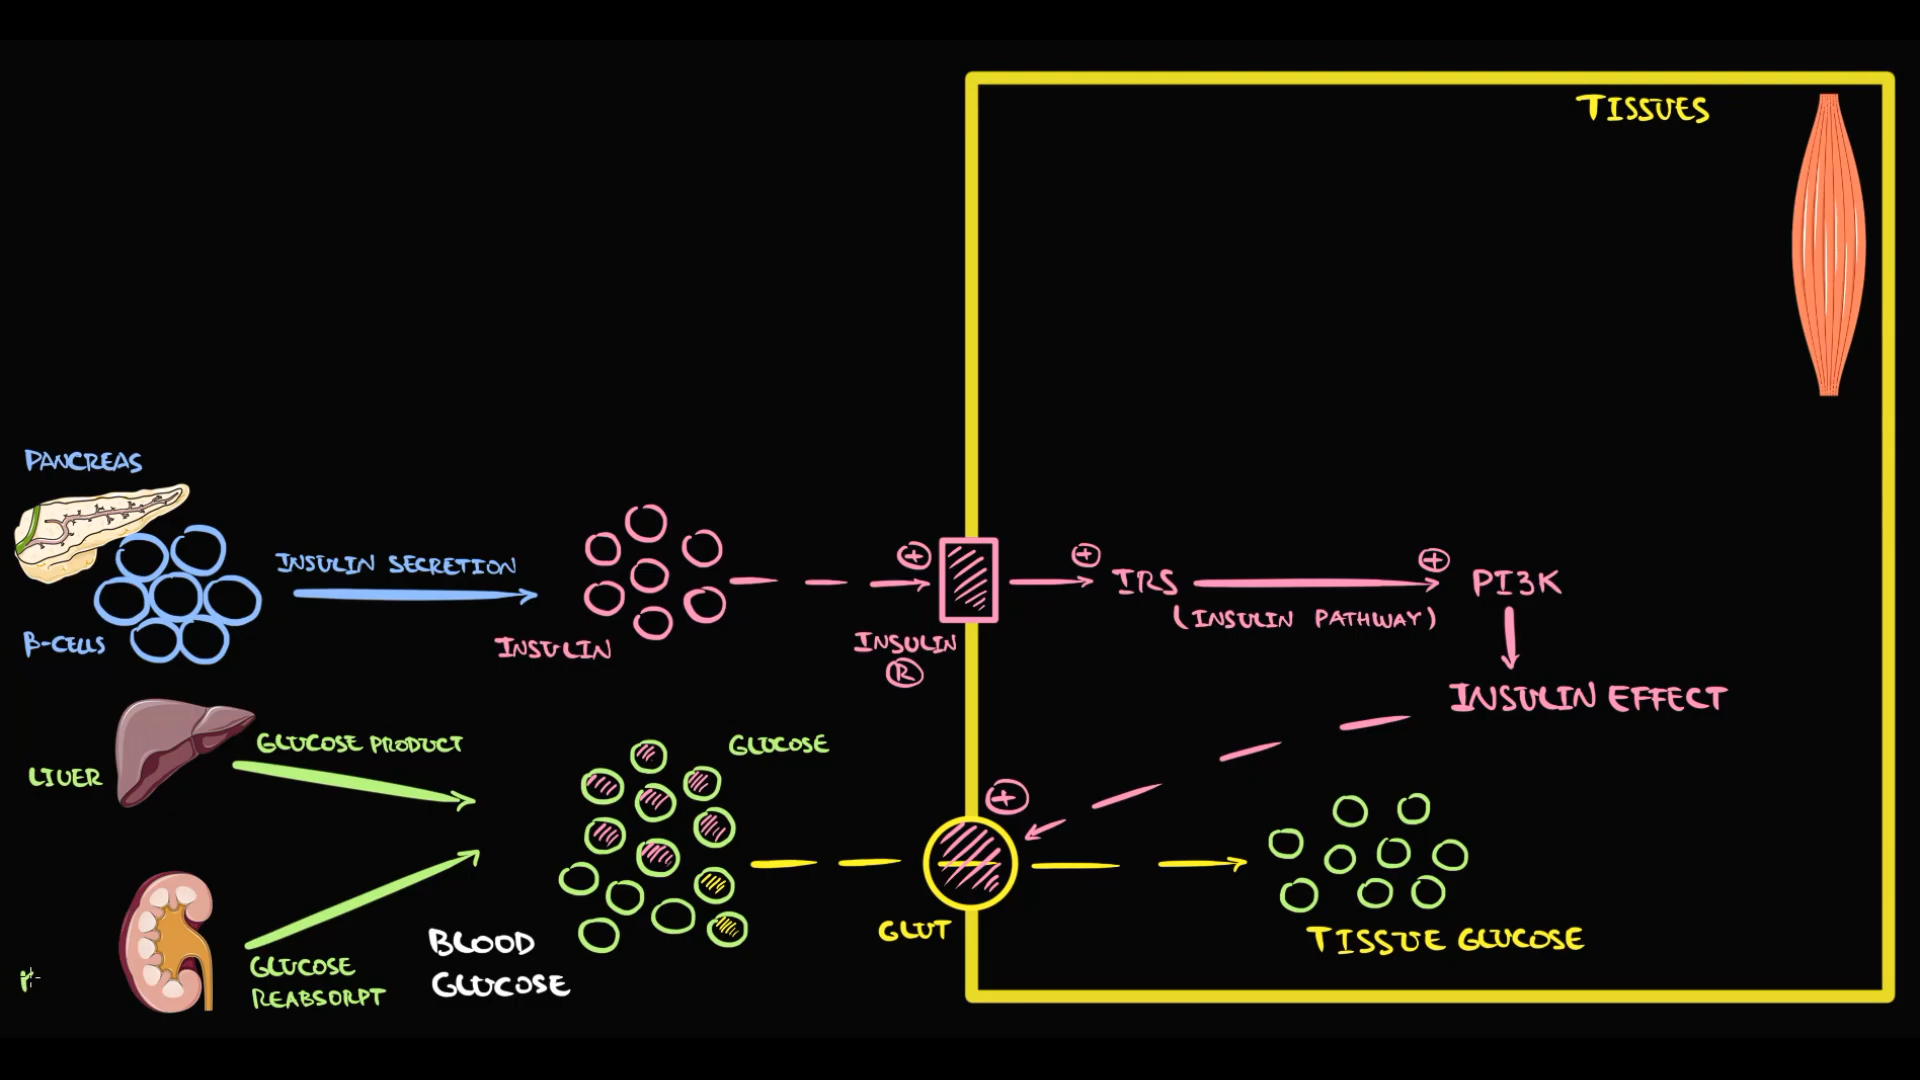 TISSUES
PANCREAS
β-CELLS
INSULIN SECRETION
INSULIN
+
INSULIN
R
+
IRS
(INSULIN PATHWAY)
+
PI3K
INSULIN EFFECT
LIVER
GLUCOSE PRODUCT
GLUCOSE
+
GLUT
TISSUE GLUCOSE
GLUCOSE
REABSORPT
BLOOD
GLUCOSE